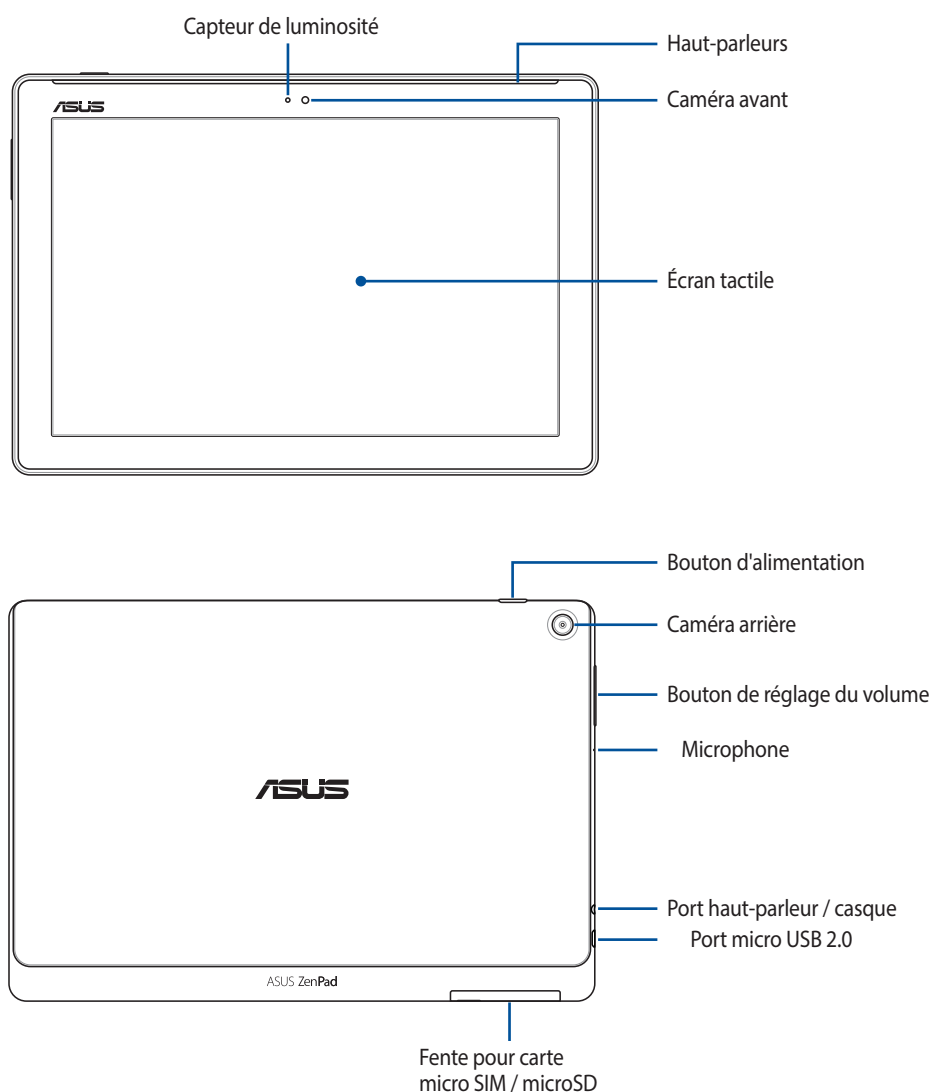 Capteur de luminosité
Haut-parleurs
Caméra avant
ASUS
Écran tactile
Bouton d'alimentation
Caméra arrière
Bouton de réglage du volume
Microphone
ASUS
Port haut-parleur / casque
Port micro USB 2.0
ASUS ZenPad
Fente pour carte
micro SIM / microSD